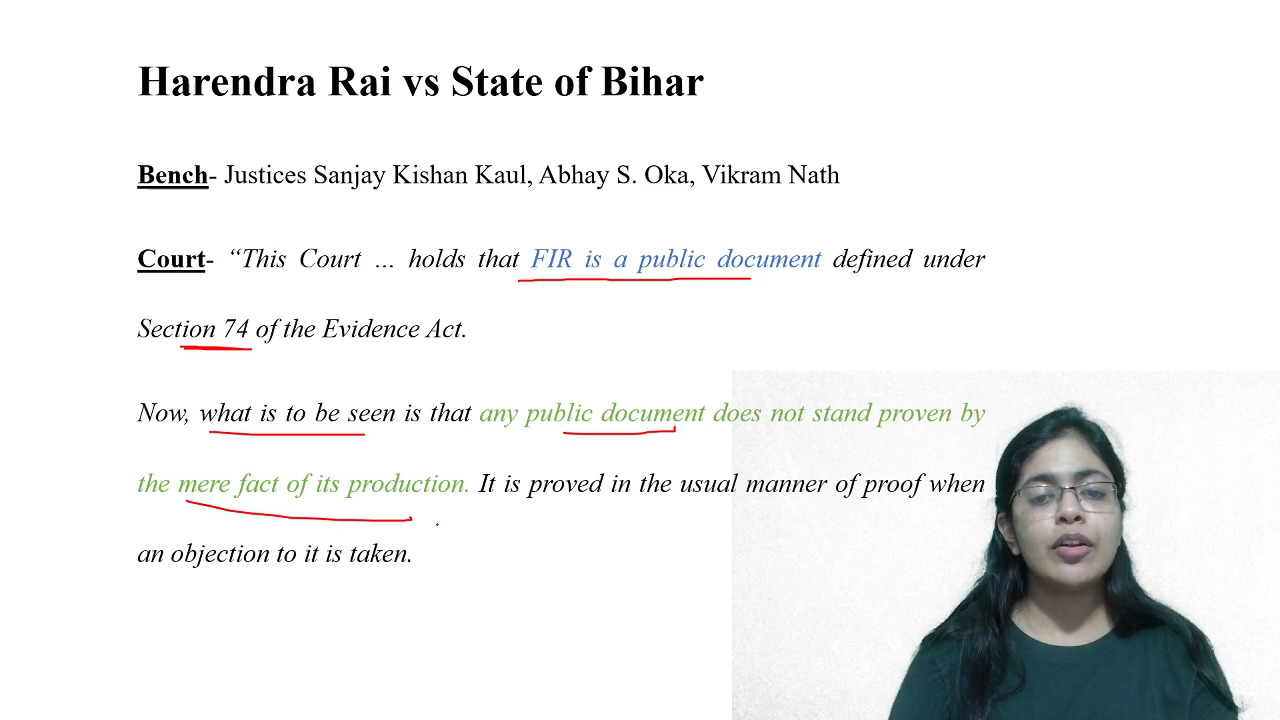 Harendra Rai vs State of Bihar
Bench- Justices Sanjay Kishan Kaul, Abhay S. Oka, Vikram Nath
Court- “This Court ... holds that FIR is a public document defined under
Section 74 of the Evidence Act.
Now, what is to be seen is that any public document does not stand proven by
the mere fact of its production. It is proved in the usual manner of proof when
an objection to it is taken.